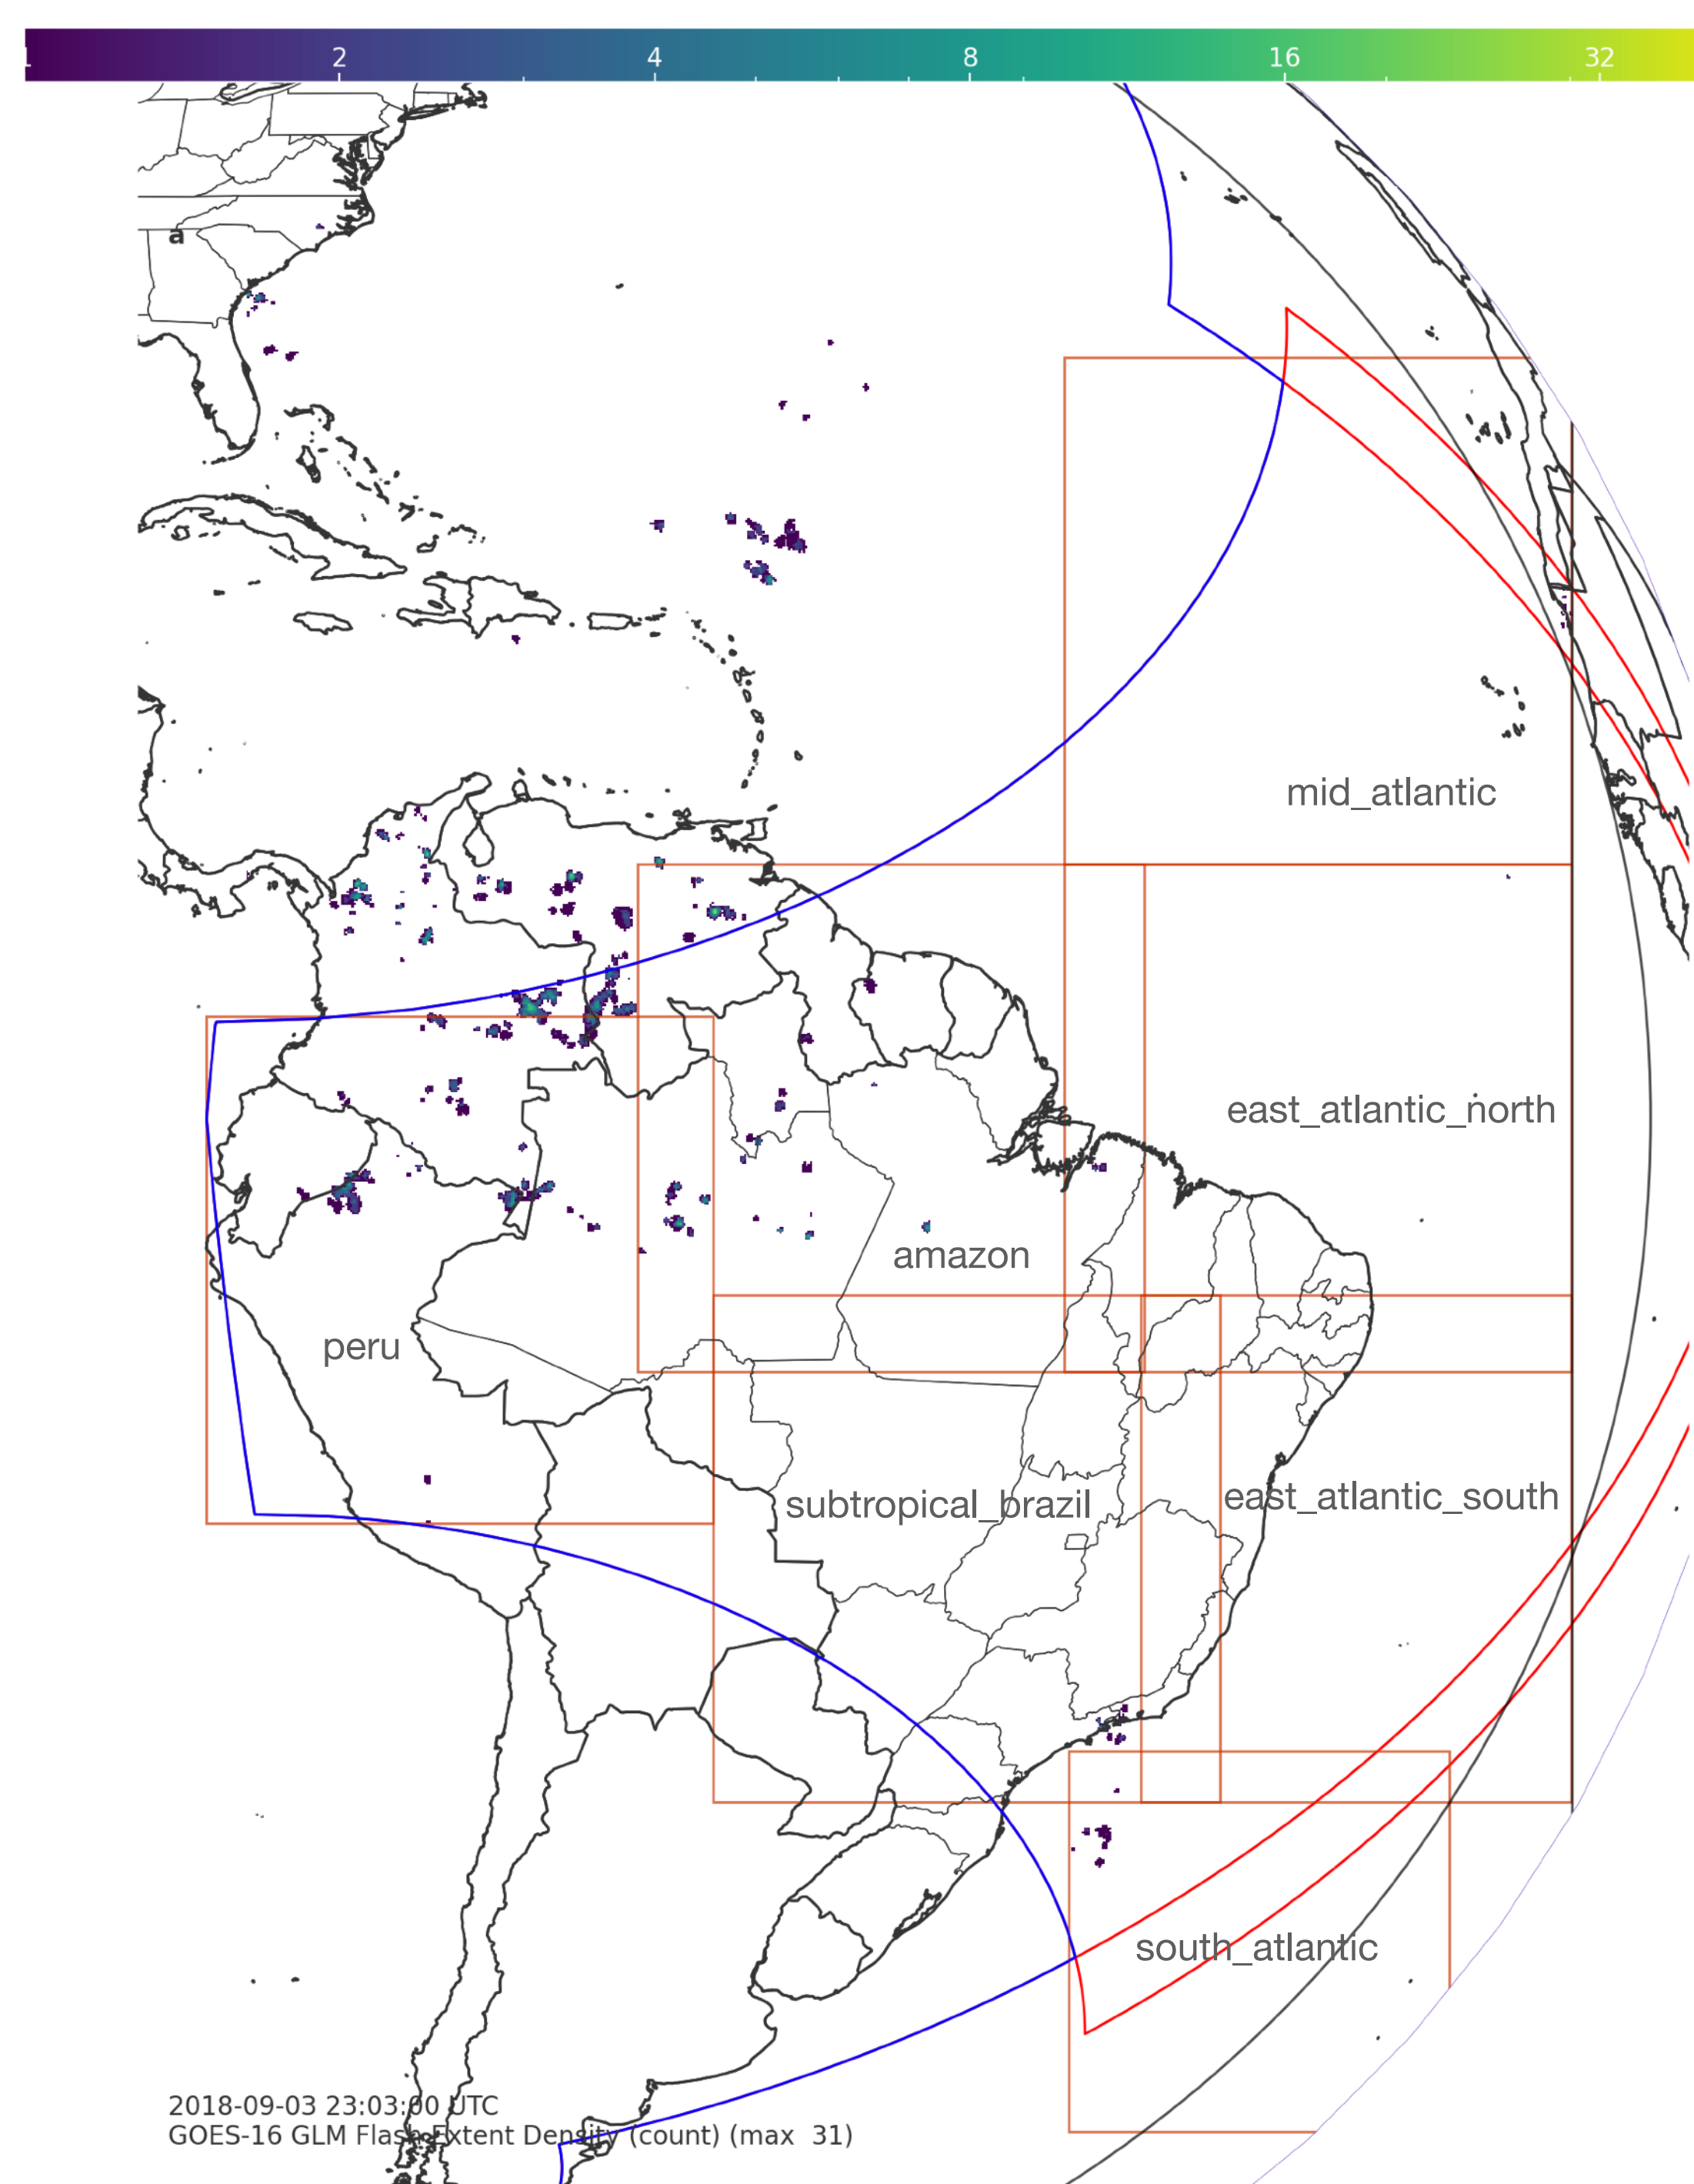 2 4 8 16 32
a
mid_atlantic
east_atlantic_north
amazon
peru
subtropical_brazil
east_atlantic_south
south_atlantic
2018-09-03 23:03:00 UTC
GOES-16 GLM Flash Extent Density (count) (max 31)